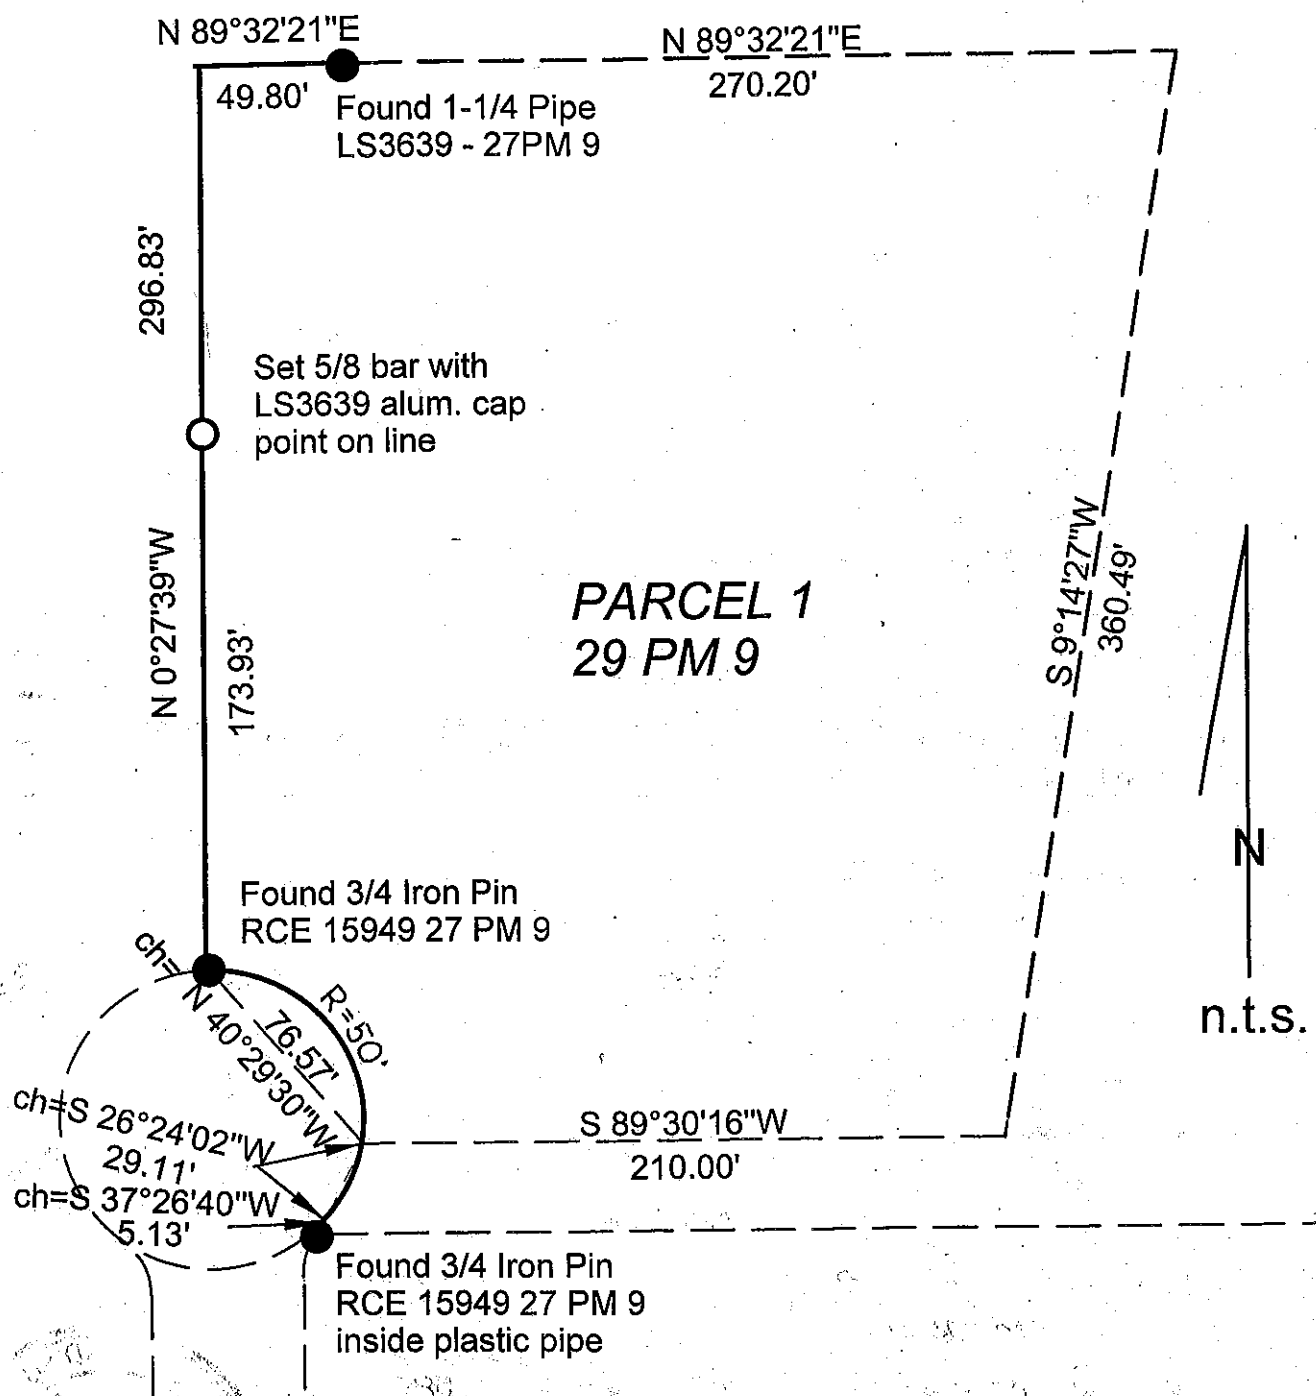 N 89°32'21"E
49.80'
N 89°32'21"E
270.20'
Found 1-1/4 Pipe
LS3639 - 27PM 9
296.83'
Set 5/8 bar with
LS3639 alum. cap
point on line
N 0°27'39"W
173.93'
PARCEL 1
29 PM 9
S 9°14'27"W
360.49'
N
n.t.s.
Found 3/4 Iron Pin
RCE 15949 27 PM 9
ch=
N 40°29'30"W
76.57'
R=50'
ch=S 26°24'02"W
29.11'
ch=S 37°26'40"W
5.13'
S 89°30'16"W
210.00'
Found 3/4 Iron Pin
RCE 15949 27 PM 9
inside plastic pipe